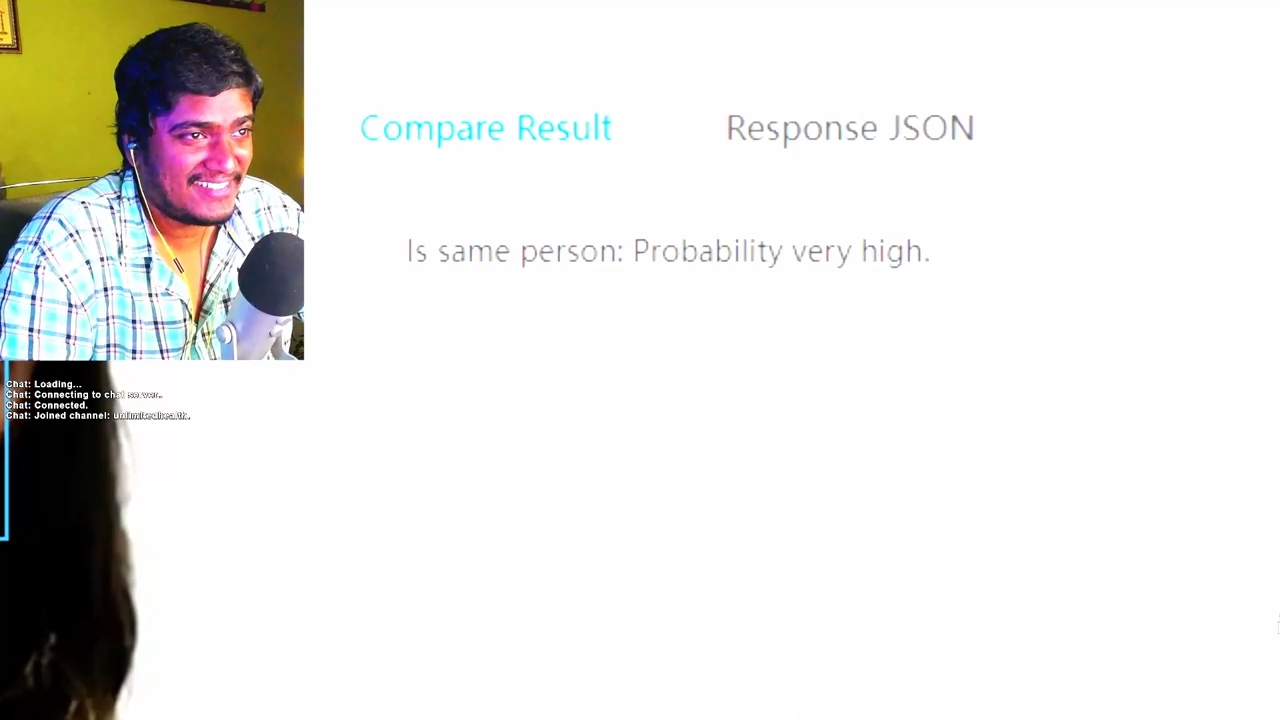 Compare Result
Response JSON
Is same person: Probability very high.
Chat: Loading...
Chat: Connecting to chat server..
Chat: Connected.
Chat: Joined channel: